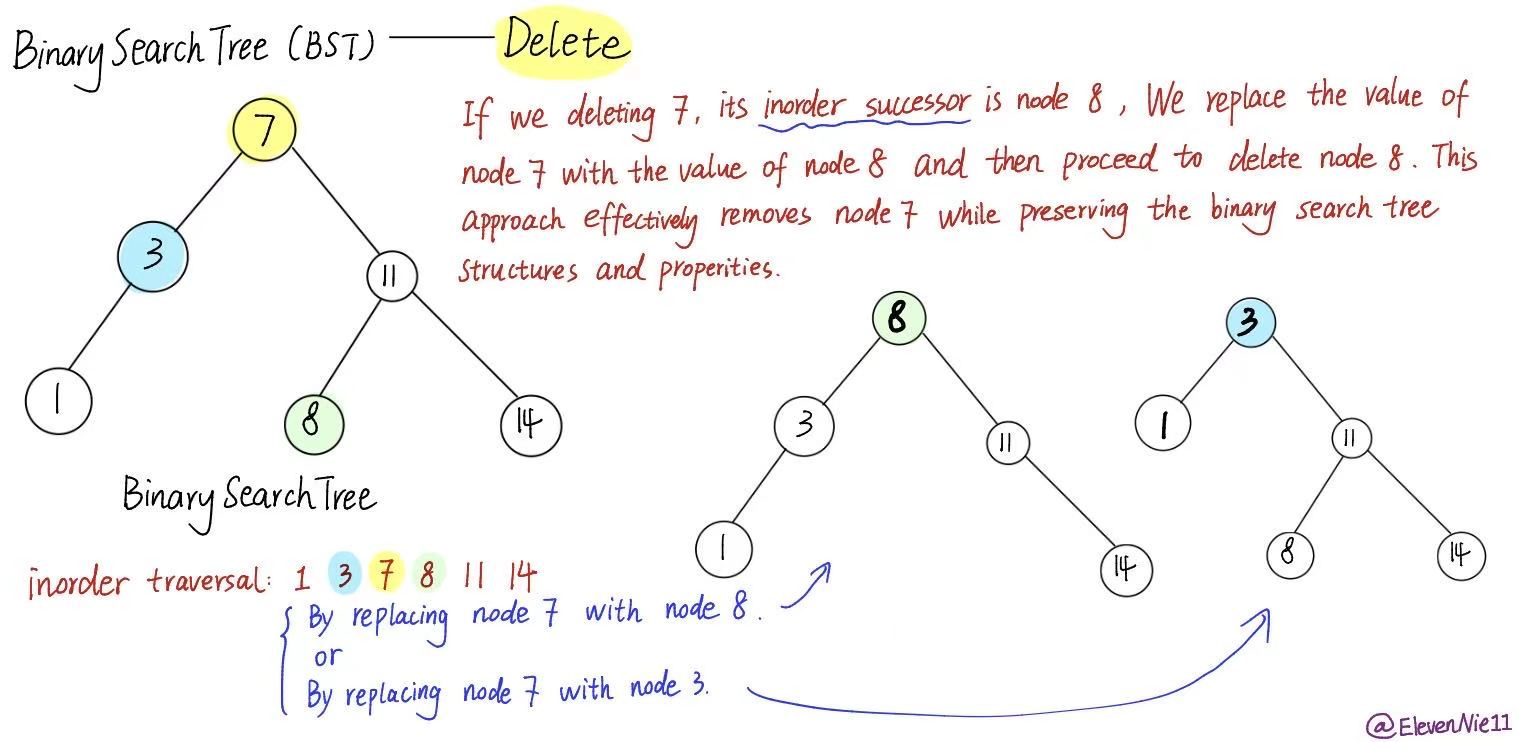 Binary Search Tree (BST) — Delete
If we deleting 7, its inorder successor is node 8, We replace the value of
node 7 with the value of node 8 and then proceed to delete node 8. This
approach effectively removes node 7 while preserving the binary search tree
structures and properities.
7
3
11
1
8
14
Binary Search Tree
8
3
11
1
14
3
1
11
8
14
inorder traversal: 1 3 7 8 11 14
By replacing node 7 with node 8.
or
By replacing node 7 with node 3.
@ElevenNie11